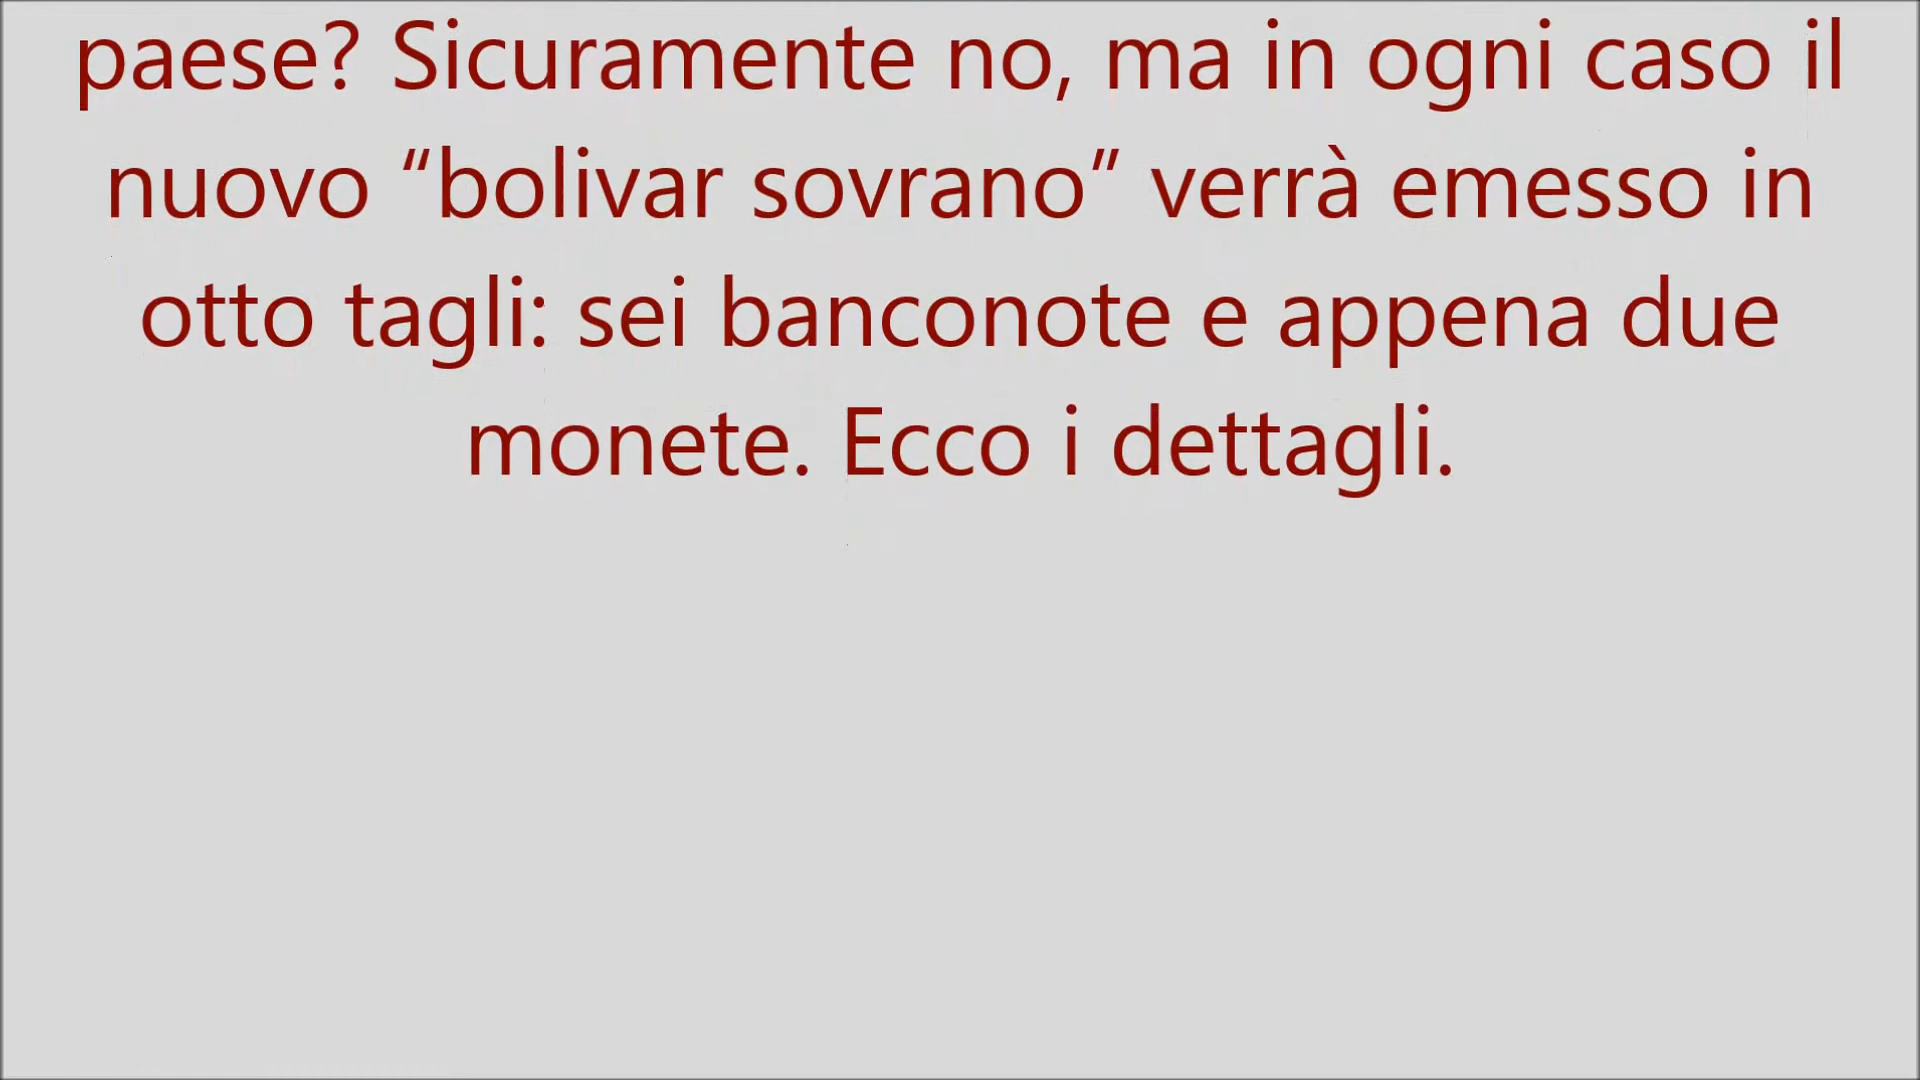 paese? Sicuramente no, ma in ogni caso il
nuovo “bolivar sovrano” verrà emesso in
otto tagli: sei banconote e appena due
monete. Ecco i dettagli.